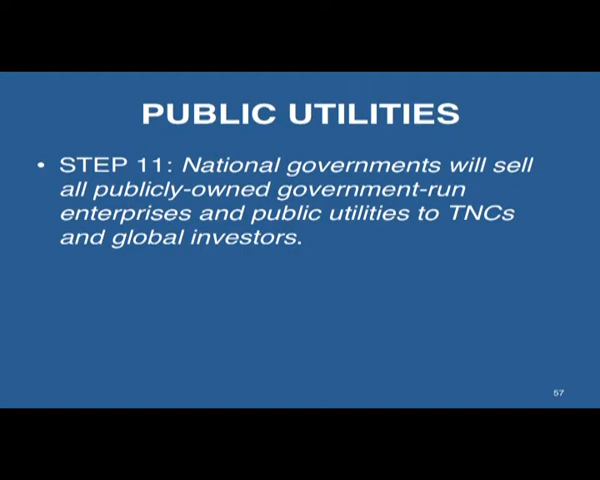 PUBLIC UTILITIES
• STEP 11: National governments will sell
all publicly-owned government-run
enterprises and public utilities to TNCs
and global investors.
57